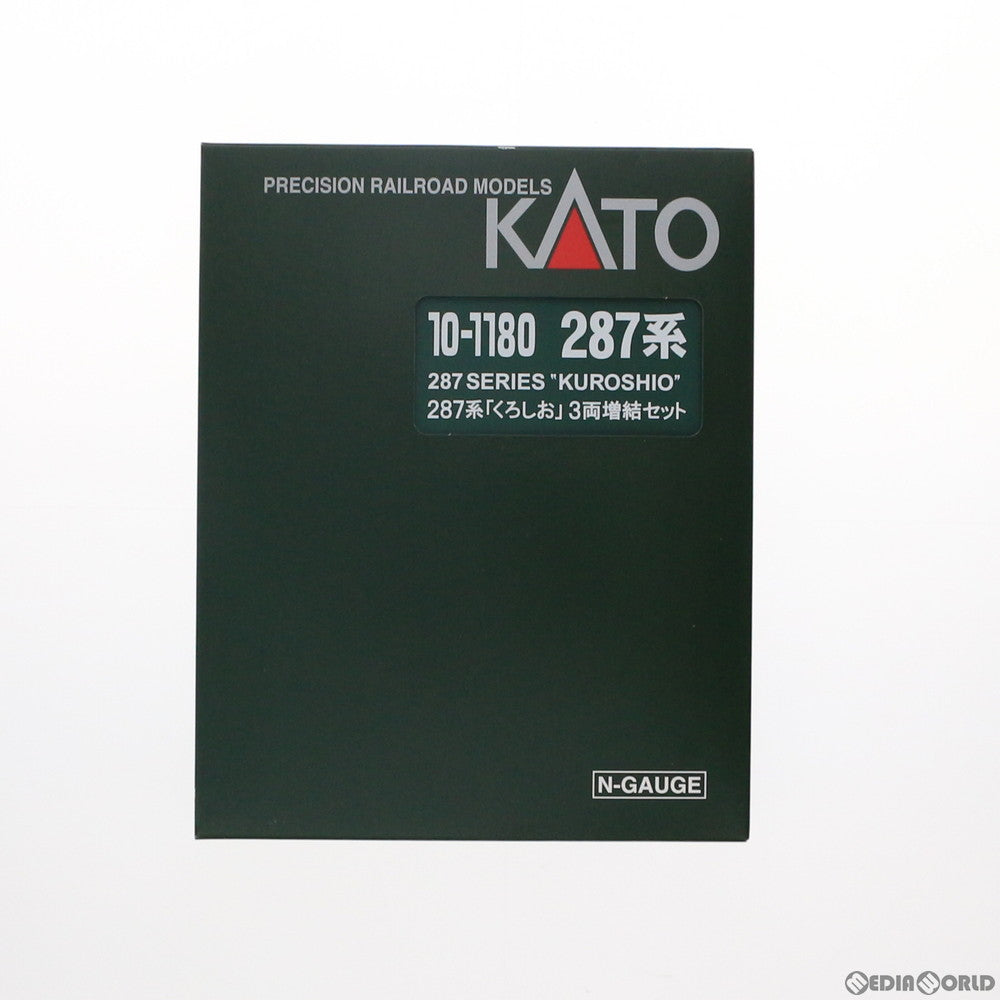 PRECISION RAILROAD MODELS
KATO
10-1180 287系
287 SERIES "KUROSHIO"
287系「くろしお」3両増結セット
N-GAUGE
MEDIAWORLD